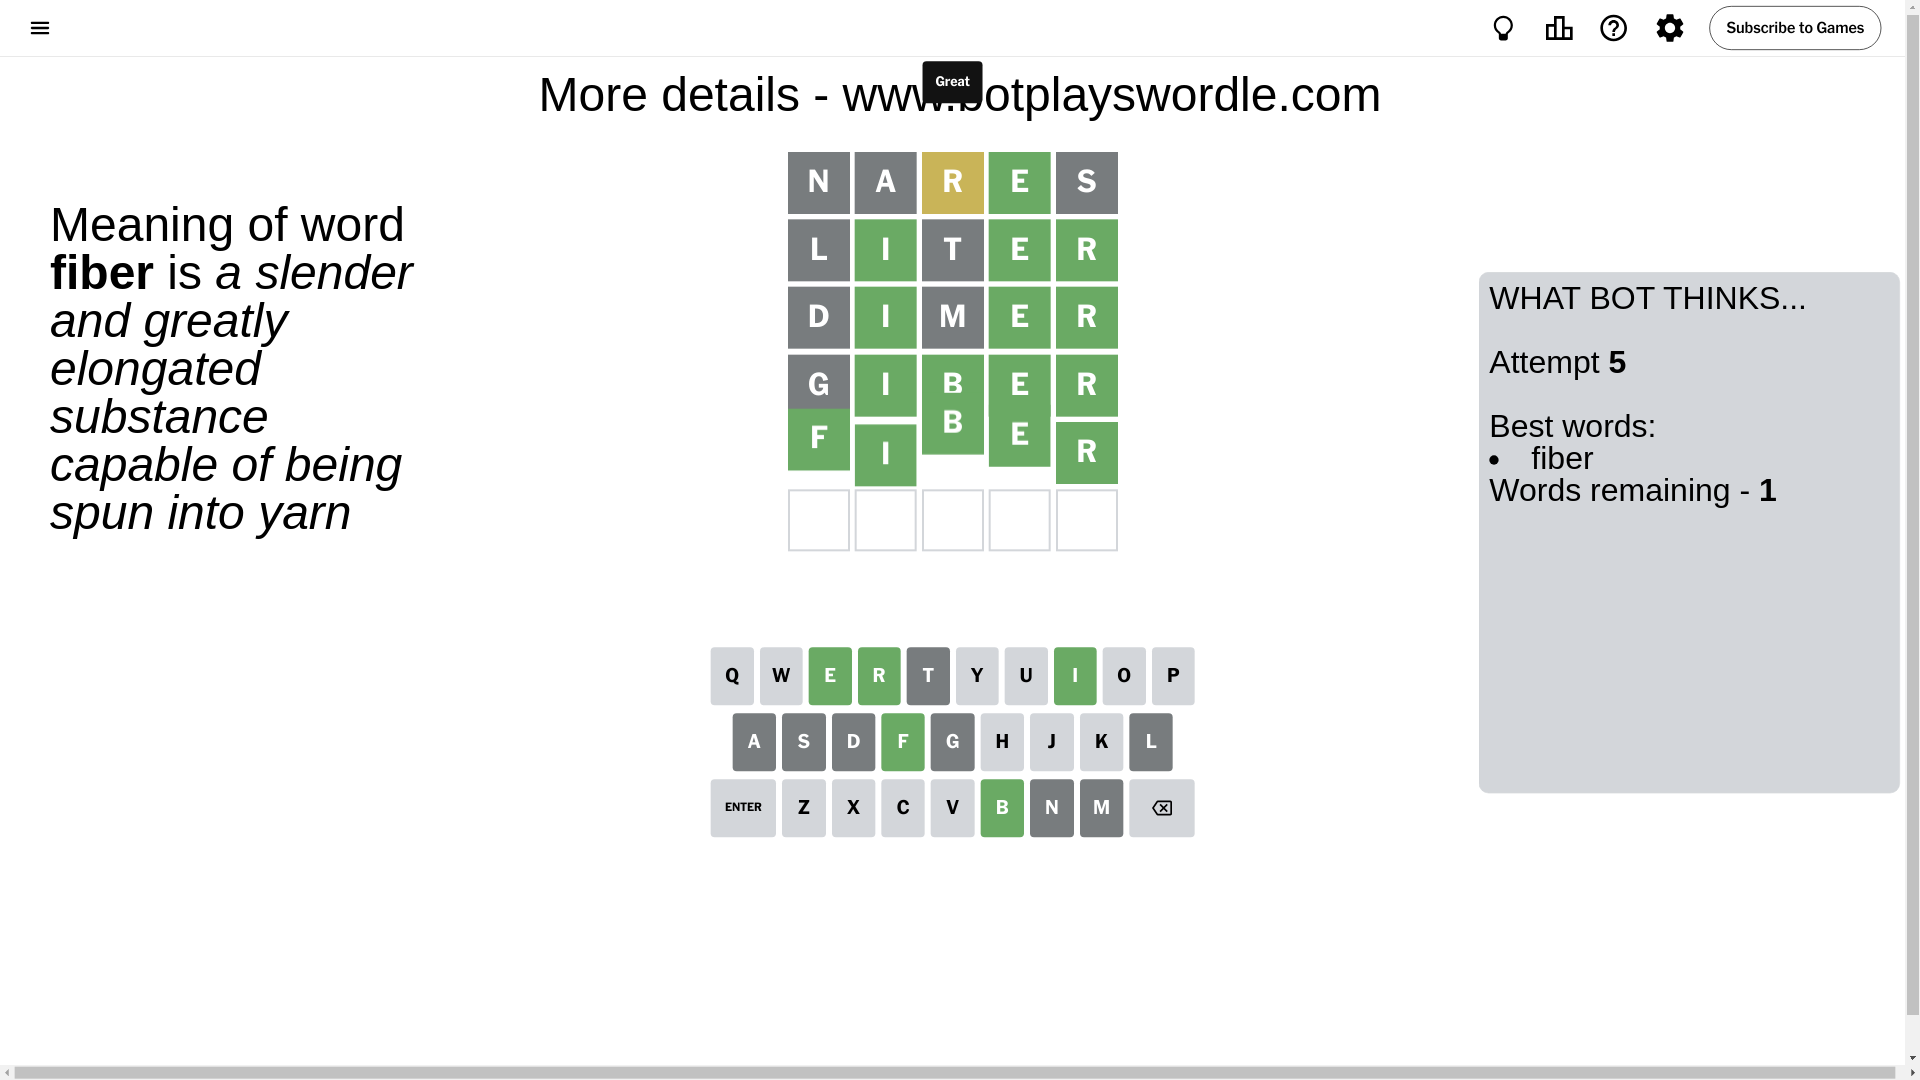 Subscribe to Games
Great
More details - www.botplayswordle.com
N A R E S
L I T E R
D I M E R
G I B E R
F I B E R
Meaning of word
fiber is a slender
and greatly
elongated
substance
capable of being
spun into yarn
WHAT BOT THINKS...
Attempt 5
Best words:
• fiber
Words remaining - 1
Q W E R T Y U I O P
A S D F G H J K L
ENTER Z X C V B N M